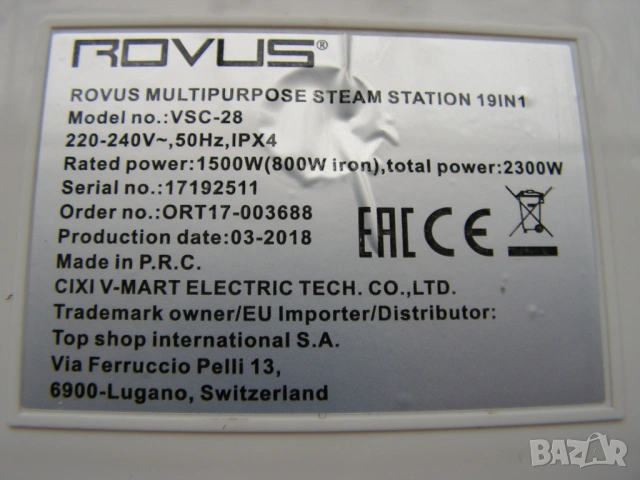 ROVUS®
ROVUS MULTIPURPOSE STEAM STATION 19IN1
Model no.:VSC-28
220-240V~,50Hz,IPX4
Rated power:1500W(800W iron),total power:2300W
Serial no.:17192511
Order no.:ORT17-003688
Production date:03-2018
EAC CE
Made in P.R.C.
CIXI V-MART ELECTRIC TECH. CO.,LTD.
Trademark owner/EU Importer/Distributor:
Top shop international S.A.
Via Ferruccio Pelli 13,
6900-Lugano, Switzerland
BAZAR